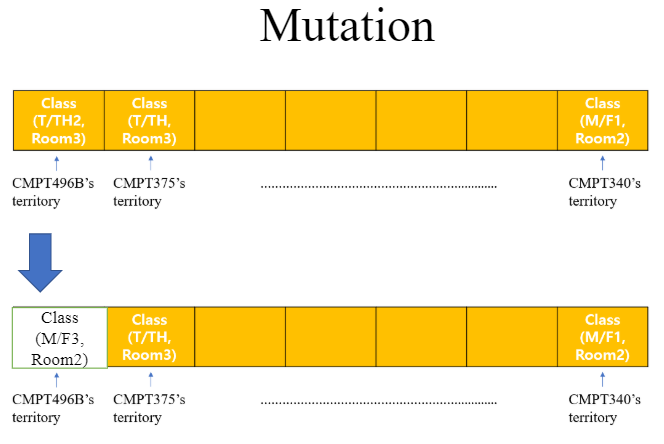 Mutation
Class Class Class
(T/TH2, (T/TH, (M/F1,
Room3) Room3) Room2)
CMPT496B’s CMPT375’s ................................................................ CMPT340’s
territory territory territory
Class Class Class
(M/F3, (T/TH, (M/F1,
Room2) Room3) Room2)
CMPT496B’s CMPT375’s ................................................................ CMPT340’s
territory territory territory